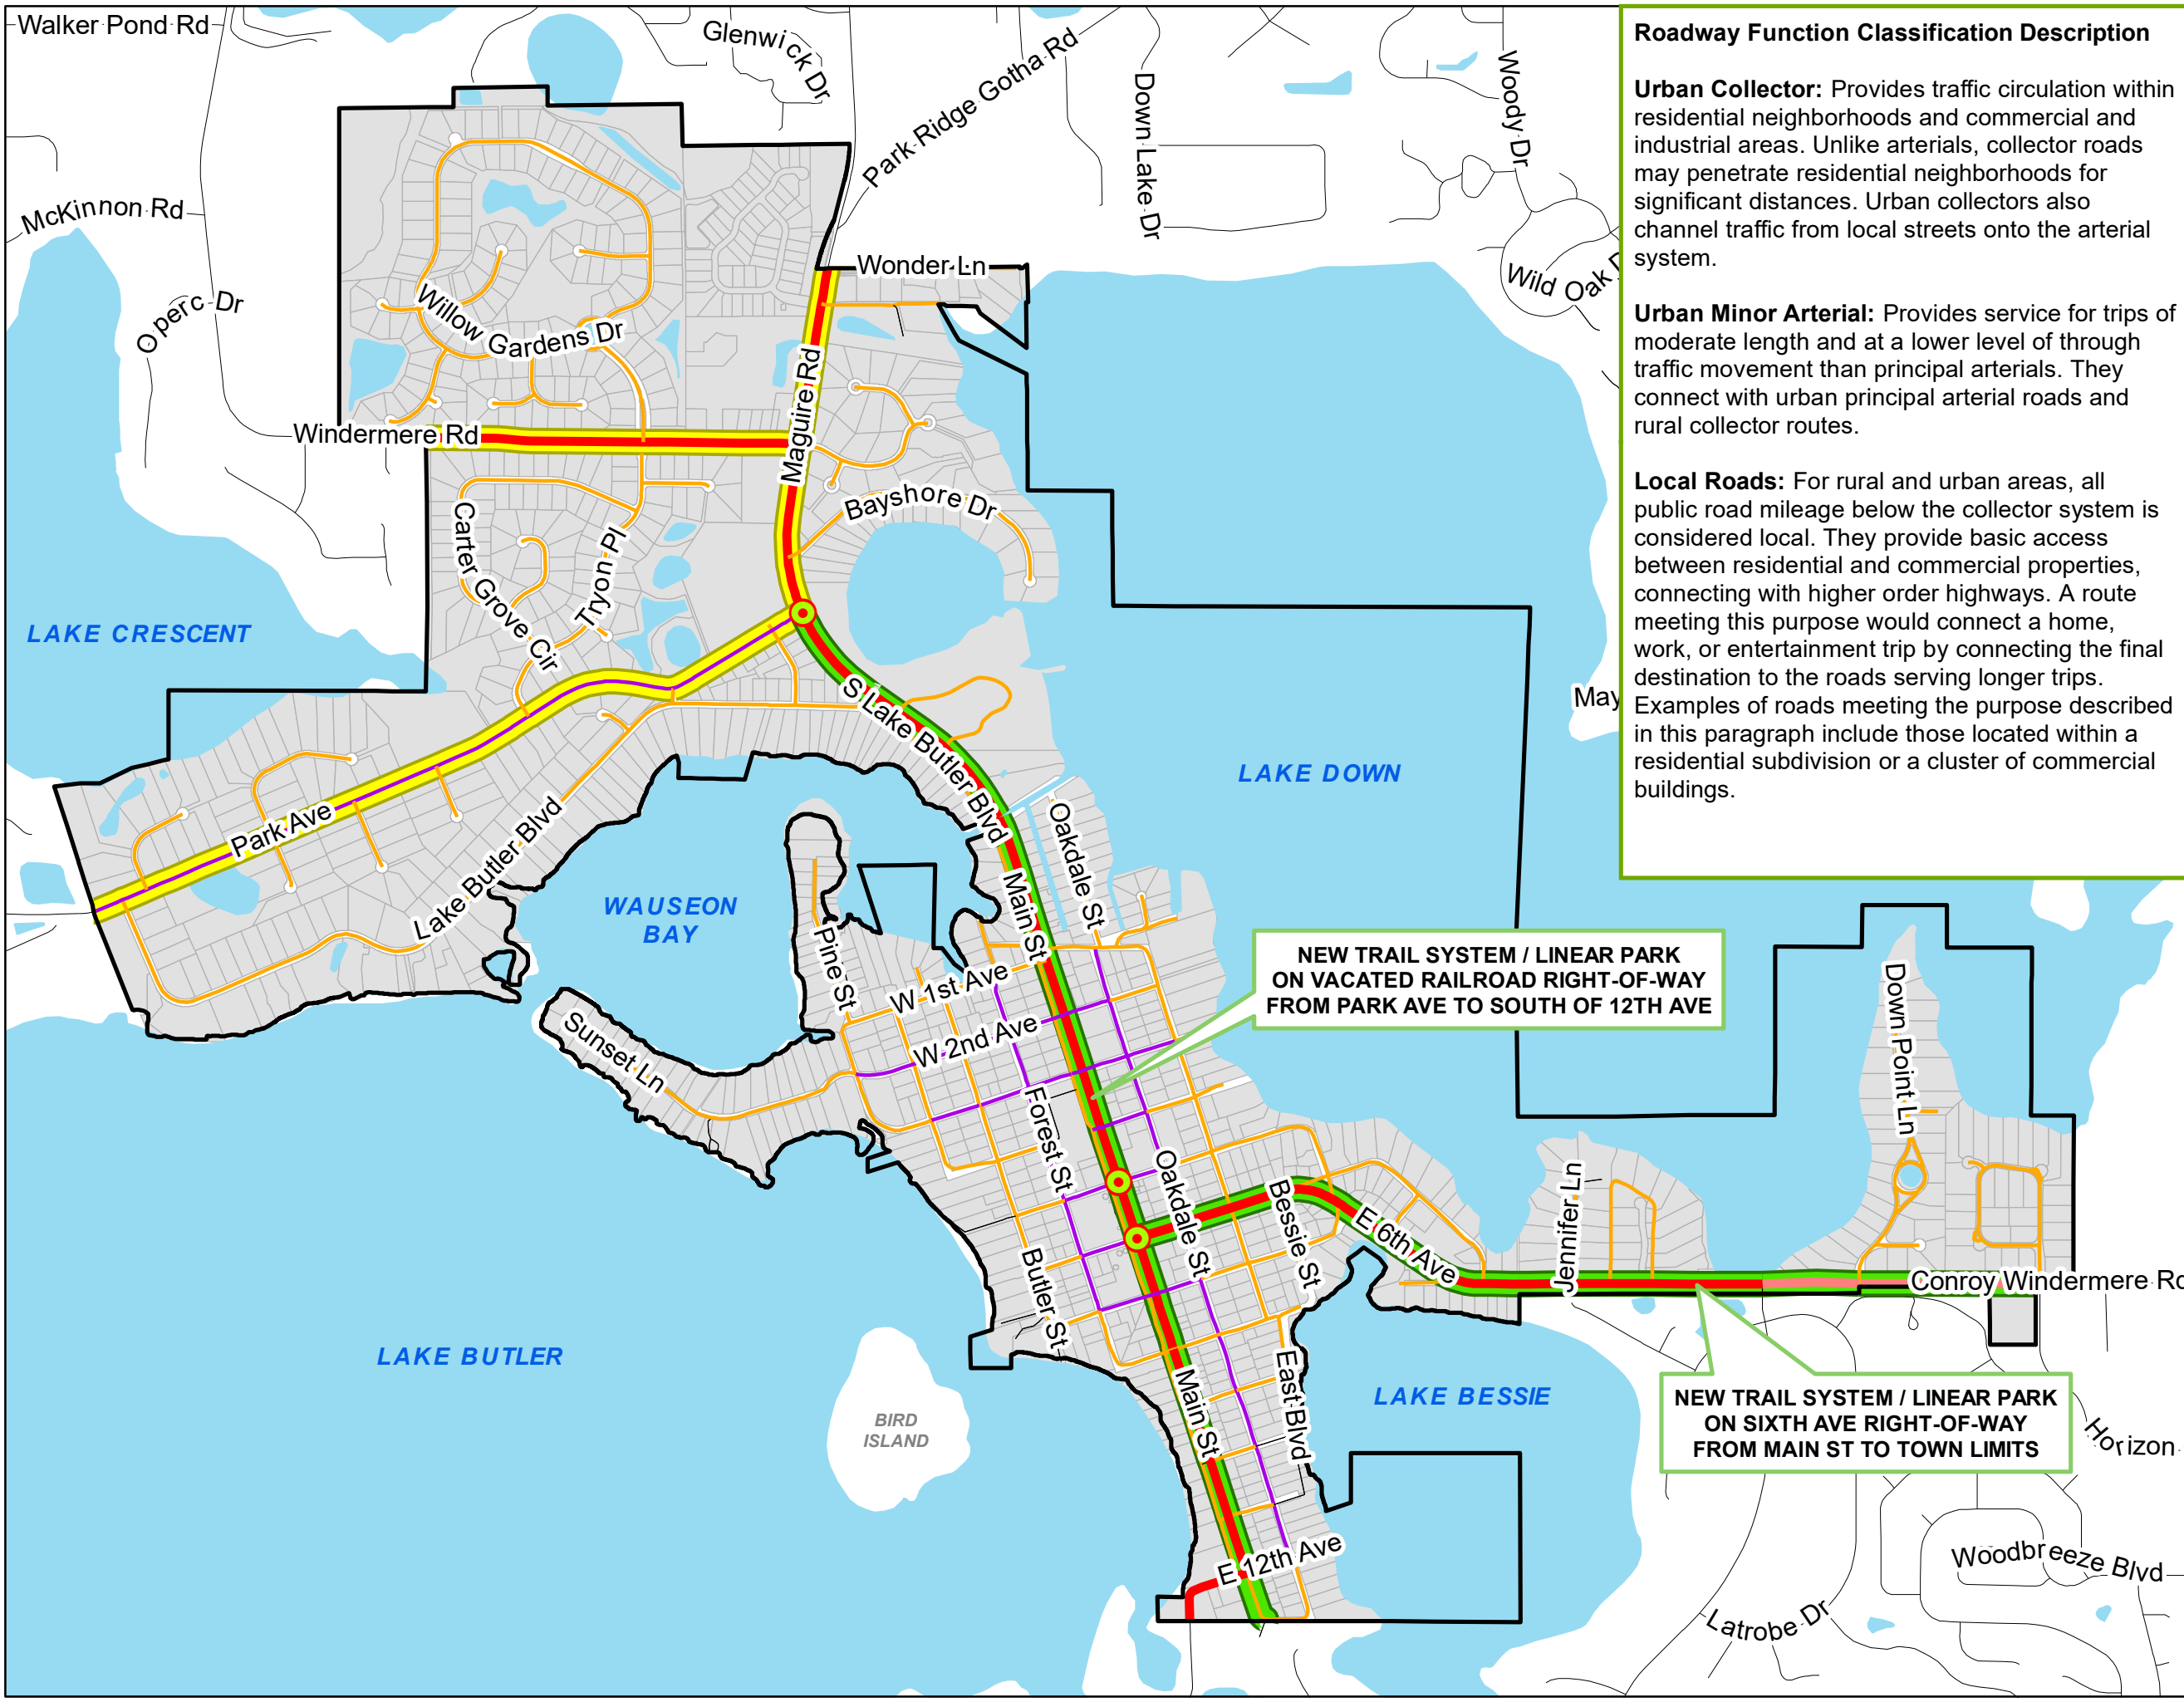 Walker Pond Rd
Glenwick Dr
Park Ridge Gotha Rd
Down Lake Dr
Woody Dr
McKinnon Rd
Wonder Ln
Wild Oak
Operc Dr
Willow Gardens Dr
Maguire Rd
Windermere Rd
Bayshore Dr
Carter Grove Cir
Tryon Pl
LAKE CRESCENT
S Lake Butler Blvd
May
LAKE DOWN
Park Ave
Lake Butler Blvd
Oakdale St
WAUSEON
BAY
Main St
Pine St
W 1st Ave
W 2nd Ave
Sunset Ln
Forest St
Oakdale St
Bessie St
E 6th Ave
Jennifer Ln
Down Point Ln
Conroy Windermere Rd
Butler St
LAKE BUTLER
BIRD
ISLAND
Main St
East Blvd
LAKE BESSIE
E 12th Ave
Horizon
Woodbreeze Blvd
Latrobe Dr
NEW TRAIL SYSTEM / LINEAR PARK
ON VACATED RAILROAD RIGHT-OF-WAY
FROM PARK AVE TO SOUTH OF 12TH AVE
NEW TRAIL SYSTEM / LINEAR PARK
ON SIXTH AVE RIGHT-OF-WAY
FROM MAIN ST TO TOWN LIMITS
Roadway Function Classification Description
Urban Collector: Provides traffic circulation within
residential neighborhoods and commercial and
industrial areas. Unlike arterials, collector roads
may penetrate residential neighborhoods for
significant distances. Urban collectors also
channel traffic from local streets onto the arterial
system.
Urban Minor Arterial: Provides service for trips of
moderate length and at a lower level of through
traffic movement than principal arterials. They
connect with urban principal arterial roads and
rural collector routes.
Local Roads: For rural and urban areas, all
public road mileage below the collector system is
considered local. They provide basic access
between residential and commercial properties,
connecting with higher order highways. A route
meeting this purpose would connect a home,
work, or entertainment trip by connecting the final
destination to the roads serving longer trips.
Examples of roads meeting the purpose described
in this paragraph include those located within a
residential subdivision or a cluster of commercial
buildings.